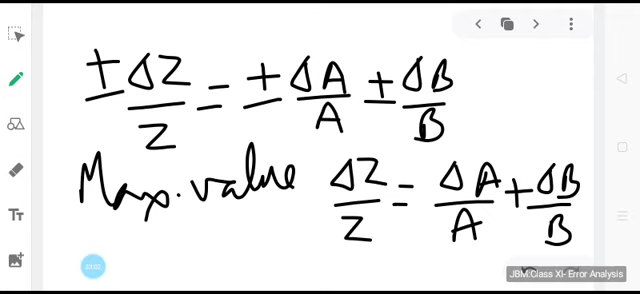 ± ΔZ/Z = ± ΔA/A ± ΔB/B
Max. value ΔZ/Z = ΔA/A + ΔB/B
JBM:Class XI- Error Analysis